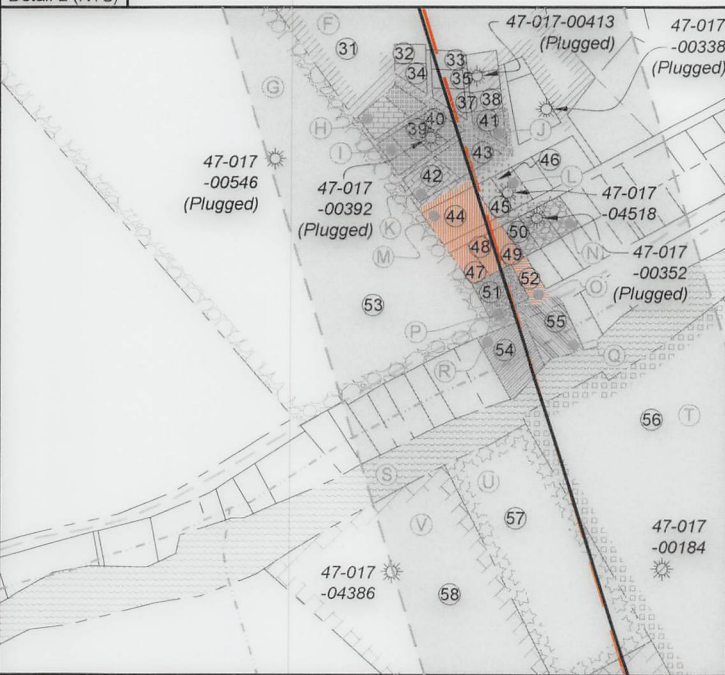 Detail 2 (NTS)
47-017-00413
(Plugged)
47-017
-00338
(Plugged)
F
31
32
33
34
35
G
37
38
H
39
40
41
J
I
43
47-017
-00546
(Plugged)
46
42
L
47-017
-00392
(Plugged)
45
47-017
-04518
K
44
50
M
48
49
N
47-017
-00352
(Plugged)
47
52
O
51
53
P
55
54
Q
R
56
T
S
U
V
57
47-017
-00184
47-017
-04386
58